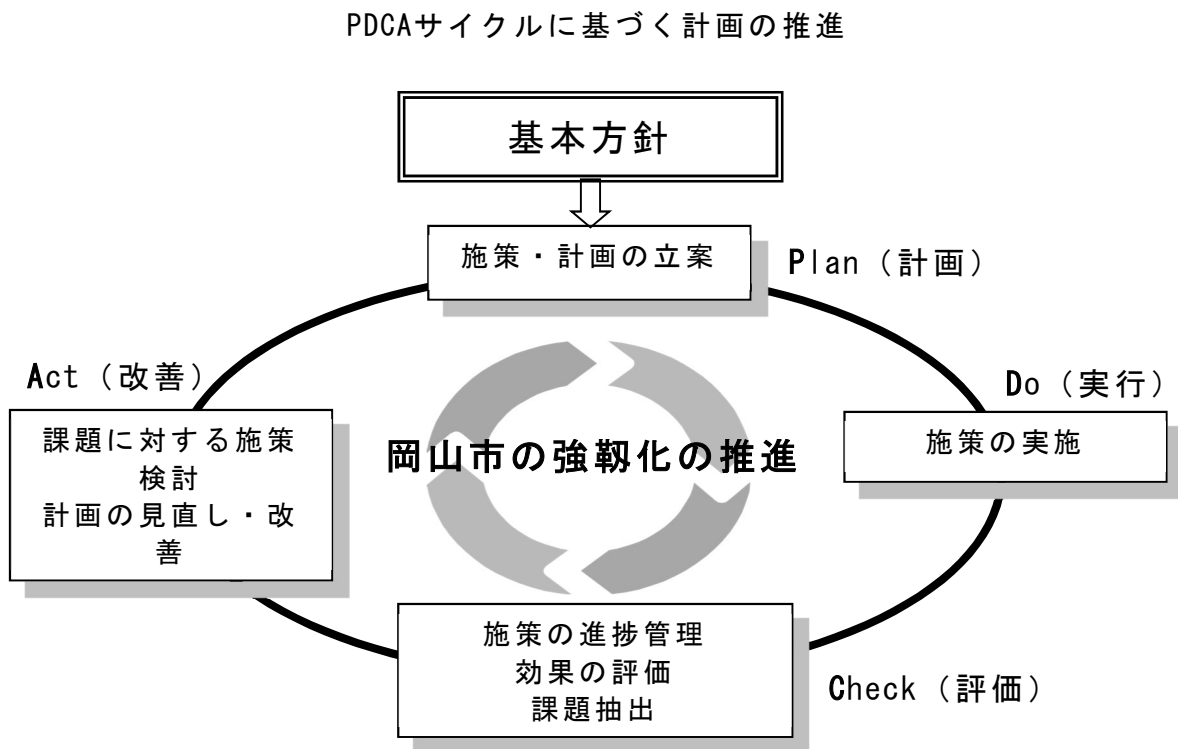 PDCAサイクルに基づく計画の推進
基本方針
施策・計画の立案
Plan（計画）
Act（改善）
Do（実行）
課題に対する施策
検討
計画の見直し・改
善
岡山市の強靱化の推進
施策の実施
施策の進捗管理
効果の評価
課題抽出
Check（評価）